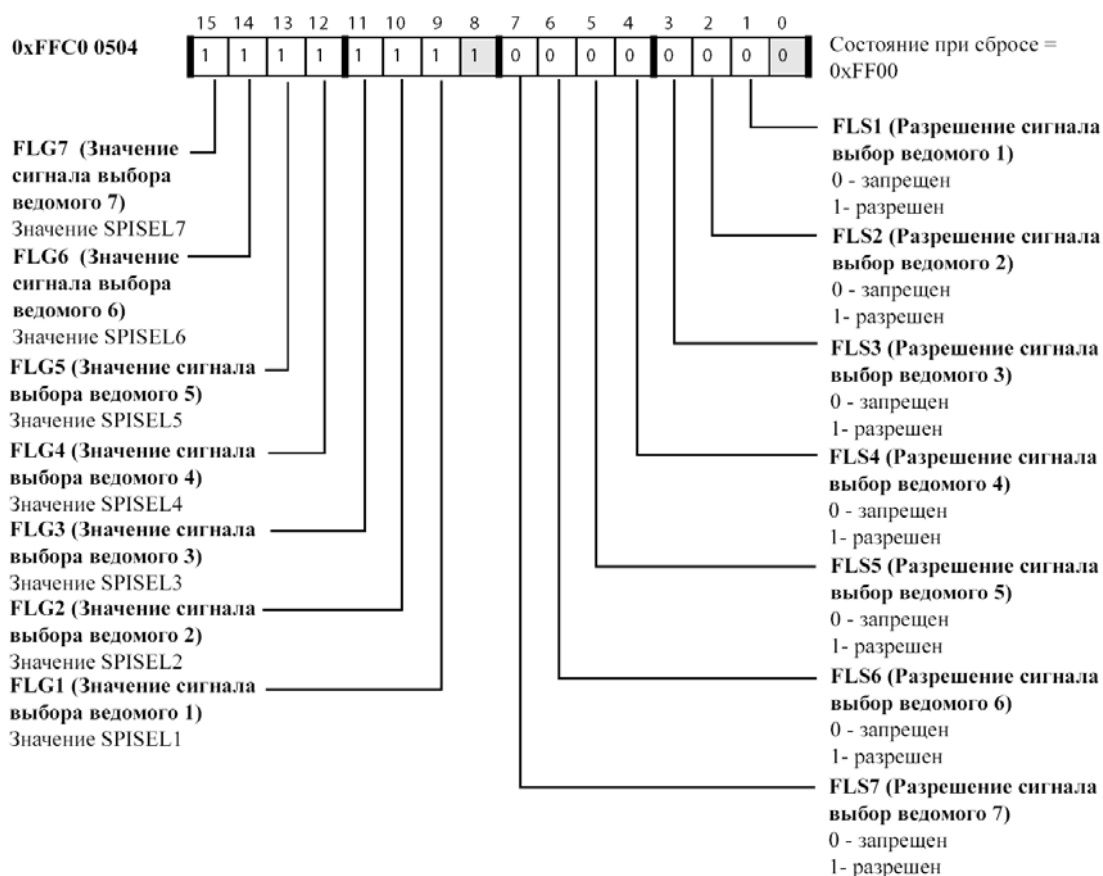 15 14 13 12 11 10 9 8 7 6 5 4 3 2 1 0
0xFFC0 0504
1 1 1 1 1 1 1 1 0 0 0 0 0 0 0 0
Состояние при сбросе =
0xFF00
FLG7 (Значение
сигнала выбора
ведомого 7)
Значение SPISEL7
FLG6 (Значение
сигнала выбора
ведомого 6)
Значение SPISEL6
FLG5 (Значение сигнала
выбора ведомого 5)
Значение SPISEL5
FLG4 (Значение сигнала
выбора ведомого 4)
Значение SPISEL4
FLG3 (Значение сигнала
выбора ведомого 3)
Значение SPISEL3
FLG2 (Значение сигнала
выбора ведомого 2)
Значение SPISEL2
FLG1 (Значение сигнала
выбора ведомого 1)
Значение SPISEL1
FLS1 (Разрешение сигнала
выбор ведомого 1)
0 - запрещен
1- разрешен
FLS2 (Разрешение сигнала
выбор ведомого 2)
0 - запрещен
1- разрешен
FLS3 (Разрешение сигнала
выбор ведомого 3)
0 - запрещен
1- разрешен
FLS4 (Разрешение сигнала
выбор ведомого 4)
0 - запрещен
1- разрешен
FLS5 (Разрешение сигнала
выбор ведомого 5)
0 - запрещен
1- разрешен
FLS6 (Разрешение сигнала
выбор ведомого 6)
0 - запрещен
1- разрешен
FLS7 (Разрешение сигнала
выбор ведомого 7)
0 - запрещен
1- разрешен